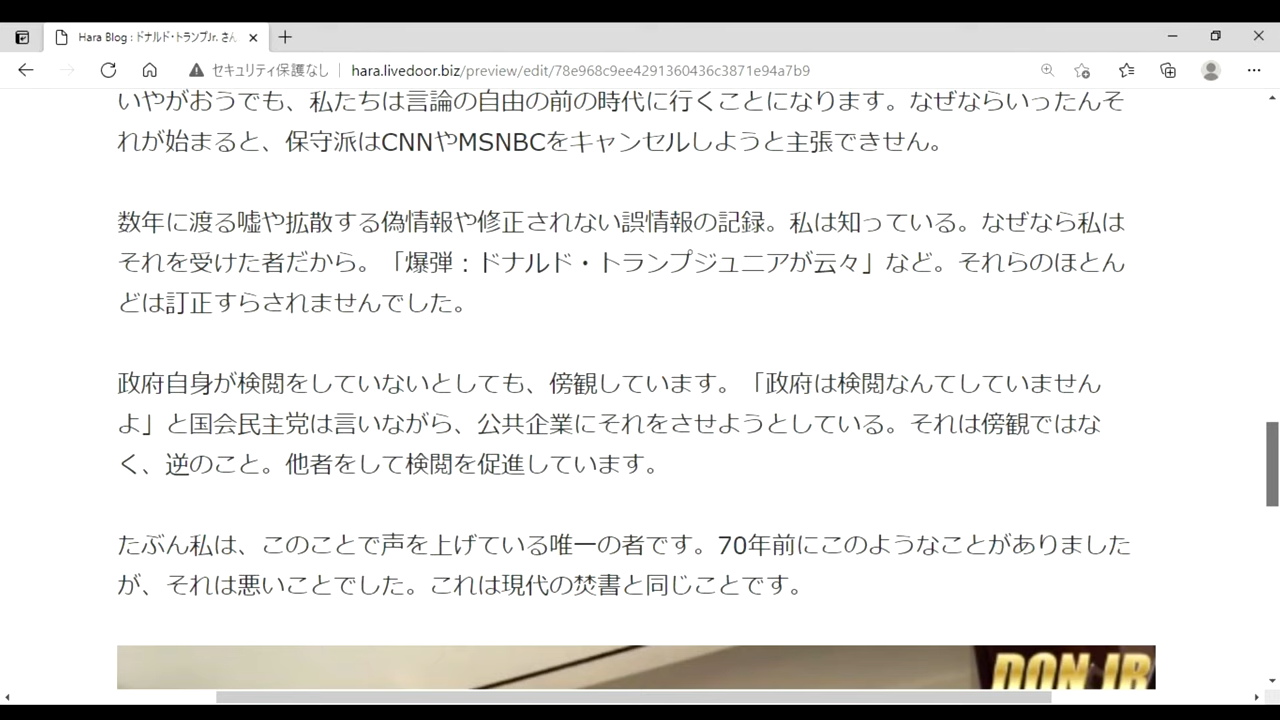 Hara Blog : ドナルド・トランプJr. さん
セキュリティ保護なし hara.livedoor.biz/preview/edit/78e968c9ee4291360436c3871e94a7b9
いやがおうでも、私たちは言論の自由の前の時代に行くことになります。なぜならいったんそ
れが始まると、保守派はCNNやMSNBCをキャンセルしようと主張できせん。
数年に渡る嘘や拡散する偽情報や修正されない誤情報の記録。私は知っている。なぜなら私は
それを受けた者だから。「爆弾：ドナルド・トランプジュニアが云々」など。それらのほとん
どは訂正すらされませんでした。
政府自身が検閲をしていないとしても、傍観しています。「政府は検閲なんてしていません
よ」と国会民主党は言いながら、公共企業にそれをさせようとしている。それは傍観ではな
く、逆のこと。他者をして検閲を促進しています。
たぶん私は、このことで声を上げている唯一の者です。70年前にこのようなことがありました
が、それは悪いことでした。これは現代の焚書と同じことです。
DON JR